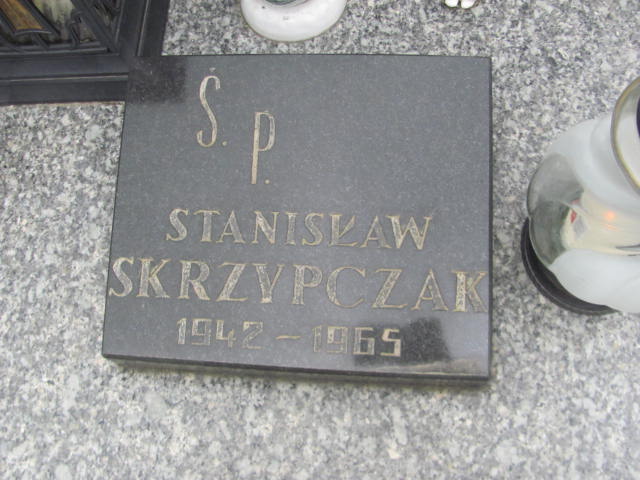 Ś. P.
STANISŁAW
SKRZYPCZAK
1942 - 1965